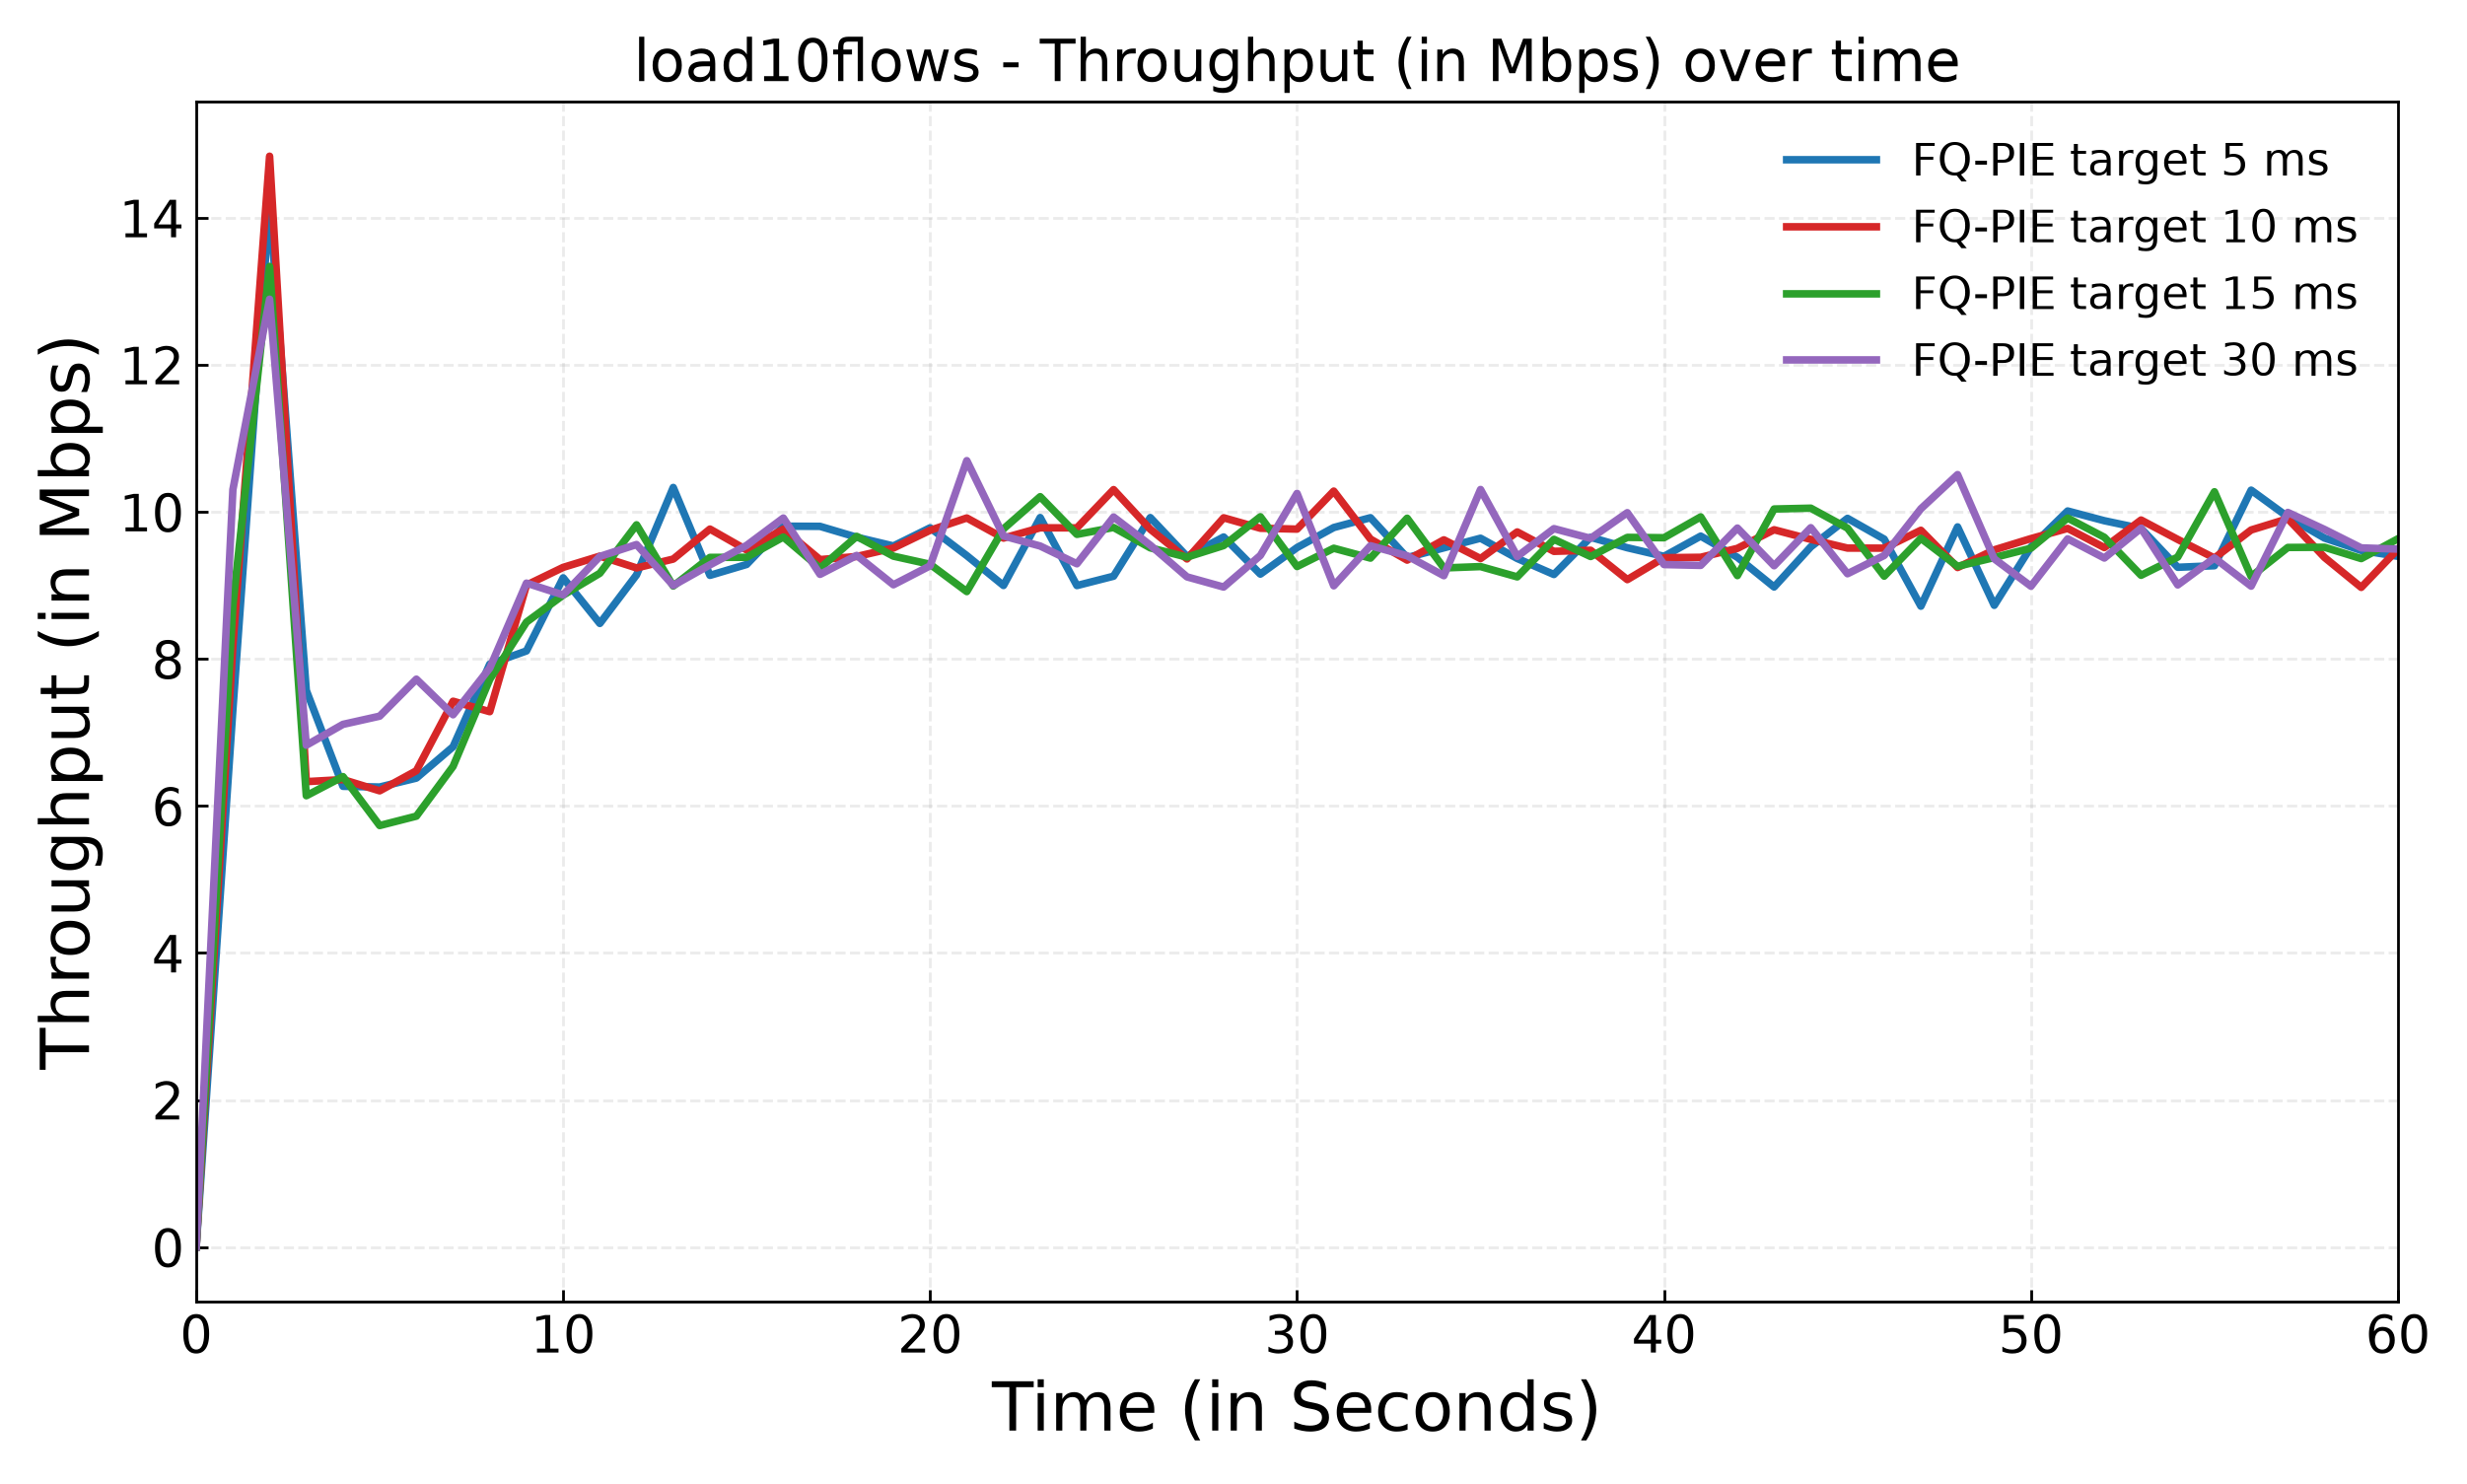 load10flows - Throughput (in Mbps) over time
FQ-PIE target 5 ms
FQ-PIE target 10 ms
FQ-PIE target 15 ms
FQ-PIE target 30 ms
Throughput (in Mbps)
14
12
10
8
6
4
2
0
0 10 20 30 40 50 60
Time (in Seconds)